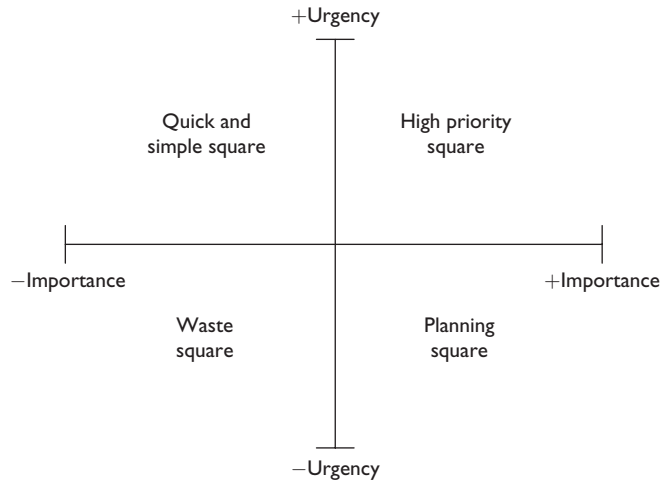 +Urgency
Quick and
simple square
High priority
square
−Importance
+Importance
Waste
square
Planning
square
−Urgency